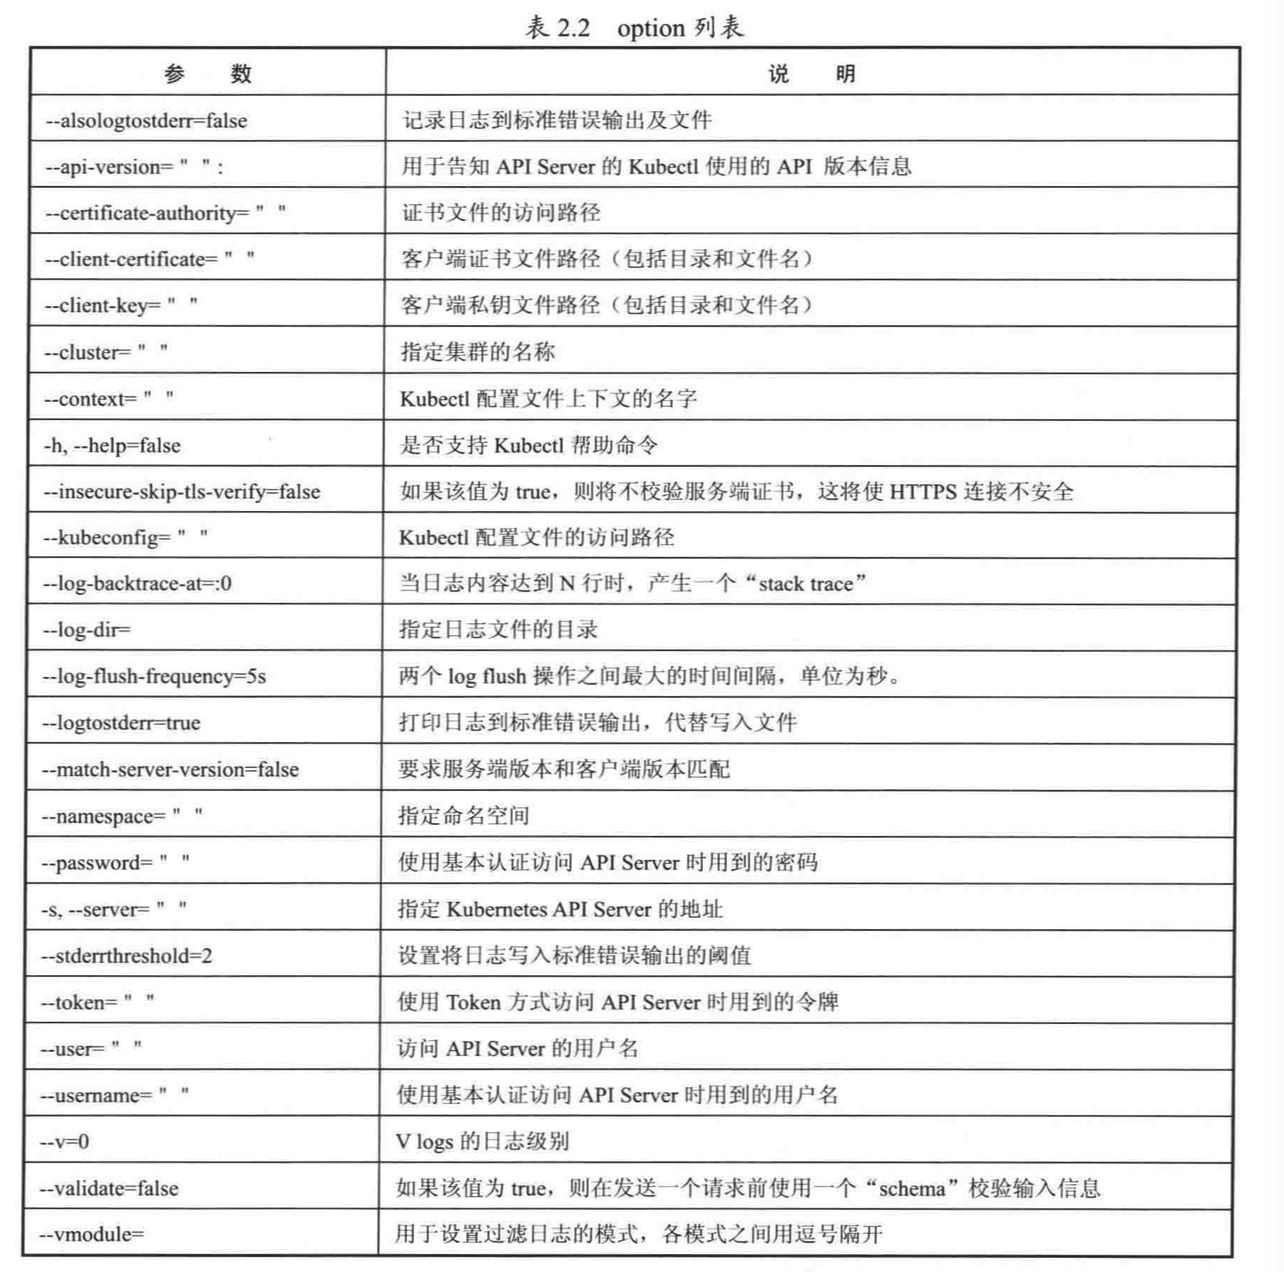 表 2.2 option 列表
参 数 说 明
--alsologtostderr=false 记录日志到标准错误输出及文件
--api-version=" ": 用于告知 API Server 的 Kubectl 使用的 API 版本信息
--certificate-authority=" " 证书文件的访问路径
--client-certificate=" " 客户端证书文件路径（包括目录和文件名）
--client-key=" " 客户端私钥文件路径（包括目录和文件名）
--cluster=" " 指定集群的名称
--context=" " Kubectl 配置文件上下文的名字
-h, --help=false 是否支持 Kubectl 帮助命令
--insecure-skip-tls-verify=false 如果该值为 true，则将不校验服务端证书，这将使 HTTPS 连接不安全
--kubeconfig=" " Kubectl 配置文件的访问路径
--log-backtrace-at=:0 当日志内容达到 N 行时，产生一个“stack trace”
--log-dir= 指定日志文件的目录
--log-flush-frequency=5s 两个 log flush 操作之间最大的时间间隔，单位为秒。
--logtostderr=true 打印日志到标准错误输出，代替写入文件
--match-server-version=false 要求服务端版本和客户端版本匹配
--namespace=" " 指定命名空间
--password=" " 使用基本认证访问 API Server 时用到的密码
-s, --server=" " 指定 Kubernetes API Server 的地址
--stderrthreshold=2 设置将日志写入标准错误输出的阈值
--token=" " 使用 Token 方式访问 API Server 时用到的令牌
--user=" " 访问 API Server 的用户名
--username=" " 使用基本认证访问 API Server 时用到的用户名
--v=0 V logs 的日志级别
--validate=false 如果该值为 true，则在发送一个请求前使用一个“schema”校验输入信息
--vmodule= 用于设置过滤日志的模式，各模式之间用逗号隔开